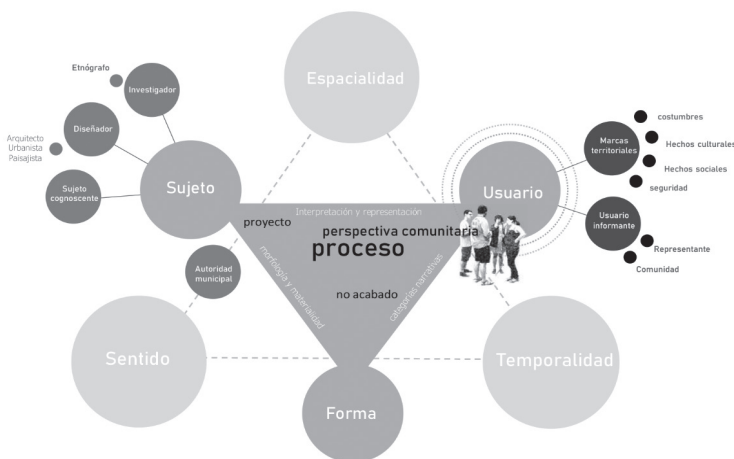 Espacialidad
Etnógrafo
Investigador
Diseñador
Arquitecto
Urbanista
Paisajista
Sujeto
cognoscente
Sujeto
Usuario
Marcas
territoriales
costumbres
Hechos culturales
Hechos sociales
seguridad
Usuario
informante
Representante
Comunidad
Interpretación y representación
proyecto
perspectiva comunitaria
proceso
morfología y materialidad
no acabado
categorías narrativas
Autoridad
municipal
Sentido
Temporalidad
Forma